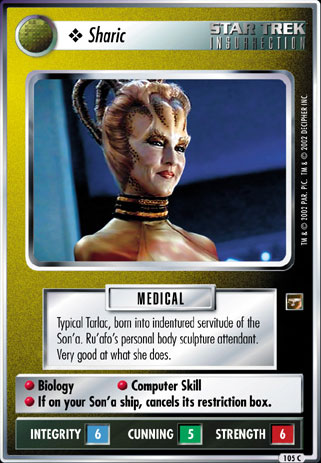 ❖ Sharic
STAR TREK
INSURRECTION
TM & © 2002 PAR. PIC. TM & © 2002 DECIPHER INC.
MEDICAL
Typical Tarlac, born into indentured servitude of the
Son'a. Ru'afo's personal body sculpture attendant.
Very good at what she does.
Biology
Computer Skill
If on your Son'a ship, cancels its restriction box.
INTEGRITY 6 CUNNING 5 STRENGTH 6
105 C